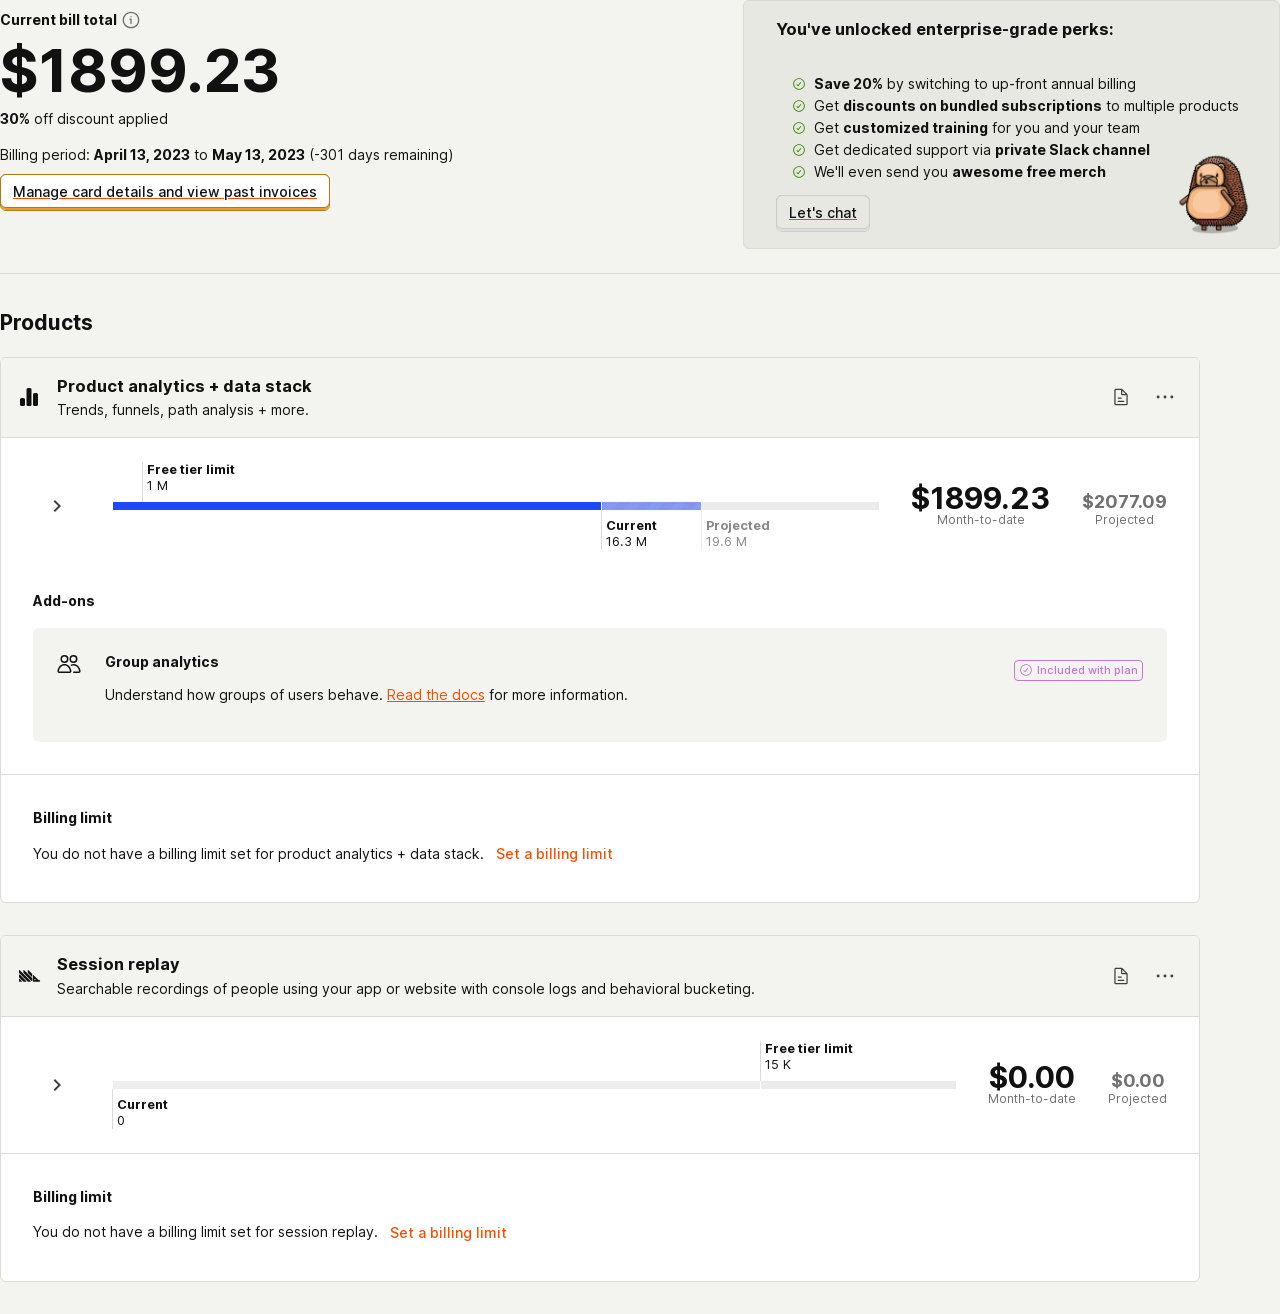 Current bill total
$1899.23
30% off discount applied
Billing period: April 13, 2023 to May 13, 2023 (-301 days remaining)
Manage card details and view past invoices
You've unlocked enterprise-grade perks:
Save 20% by switching to up-front annual billing
Get discounts on bundled subscriptions to multiple products
Get customized training for you and your team
Get dedicated support via private Slack channel
We'll even send you awesome free merch
Let's chat
Products
Product analytics + data stack
Trends, funnels, path analysis + more.
Free tier limit
1 M
Current
16.3 M
Projected
19.6 M
$1899.23
Month-to-date
$2077.09
Projected
Add-ons
Group analytics
Included with plan
Understand how groups of users behave. Read the docs for more information.
Billing limit
You do not have a billing limit set for product analytics + data stack. Set a billing limit
Session replay
Searchable recordings of people using your app or website with console logs and behavioral bucketing.
Free tier limit
15 K
Current
0
$0.00
Month-to-date
$0.00
Projected
Billing limit
You do not have a billing limit set for session replay. Set a billing limit